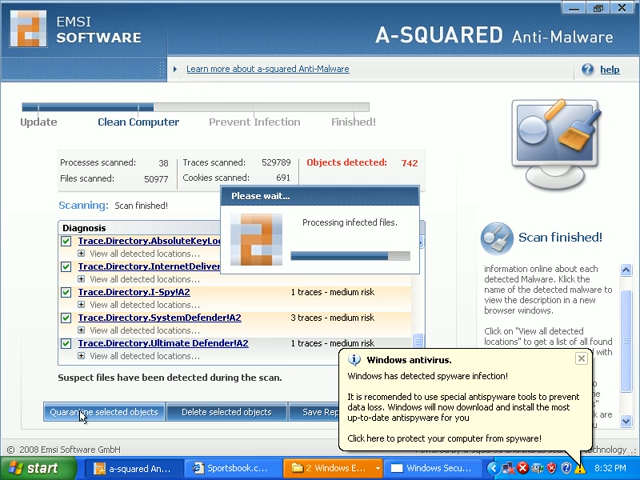 EMSI
SOFTWARE
A-SQUARED Anti-Malware
Learn more about a-squared Anti-Malware
help
Update
Clean Computer
Prevent Infection
Finished!
Processes scanned: 38
Traces scanned: 529789
Objects detected: 742
Files scanned: 50977
Cookies scanned: 691
Scanning: Scan finished!
Please wait...
Processing infected files.
Diagnosis
Trace.Directory.AbsoluteKeyLo
View all detected locations...
Trace.Directory.InternetDeliver
View all detected locations...
Trace.Directory.I-Spy!A2
1 traces - medium risk
View all detected locations...
Trace.Directory.SystemDefender!A2
3 traces - medium risk
View all detected locations...
Trace.Directory.Ultimate Defender!A2
1 traces - medium risk
View all detected locations...
Suspect files have been detected during the scan.
Quarantine selected objects
Delete selected objects
Save Rep
Scan finished!
information online about each
detected Malware. Klick the
name of the detected malware to
view the description in a new
browser windows.
Click on "View all detected
locations" to get a list of all found
with
Windows antivirus.
Windows has detected spyware infection!
It is recomended to use special antispyware tools to prevent
data loss. Windows will now download and install the most
up-to-date antispyware for you
Click here to protect your computer from spyware!
© 2008 Emsi Software GmbH
start
a-squared An...
Sportsbook.c...
2 Windows E...
Windows Secu...
8:32 PM